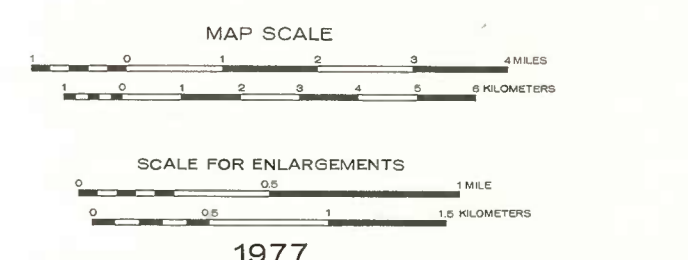 MAP SCALE
1 0 1 2 3 4 MILES
1 0 1 2 3 4 5 6 KILOMETERS
SCALE FOR ENLARGEMENTS
0 0.5 1 MILE
0 0.5 1 1.5 KILOMETERS
1977